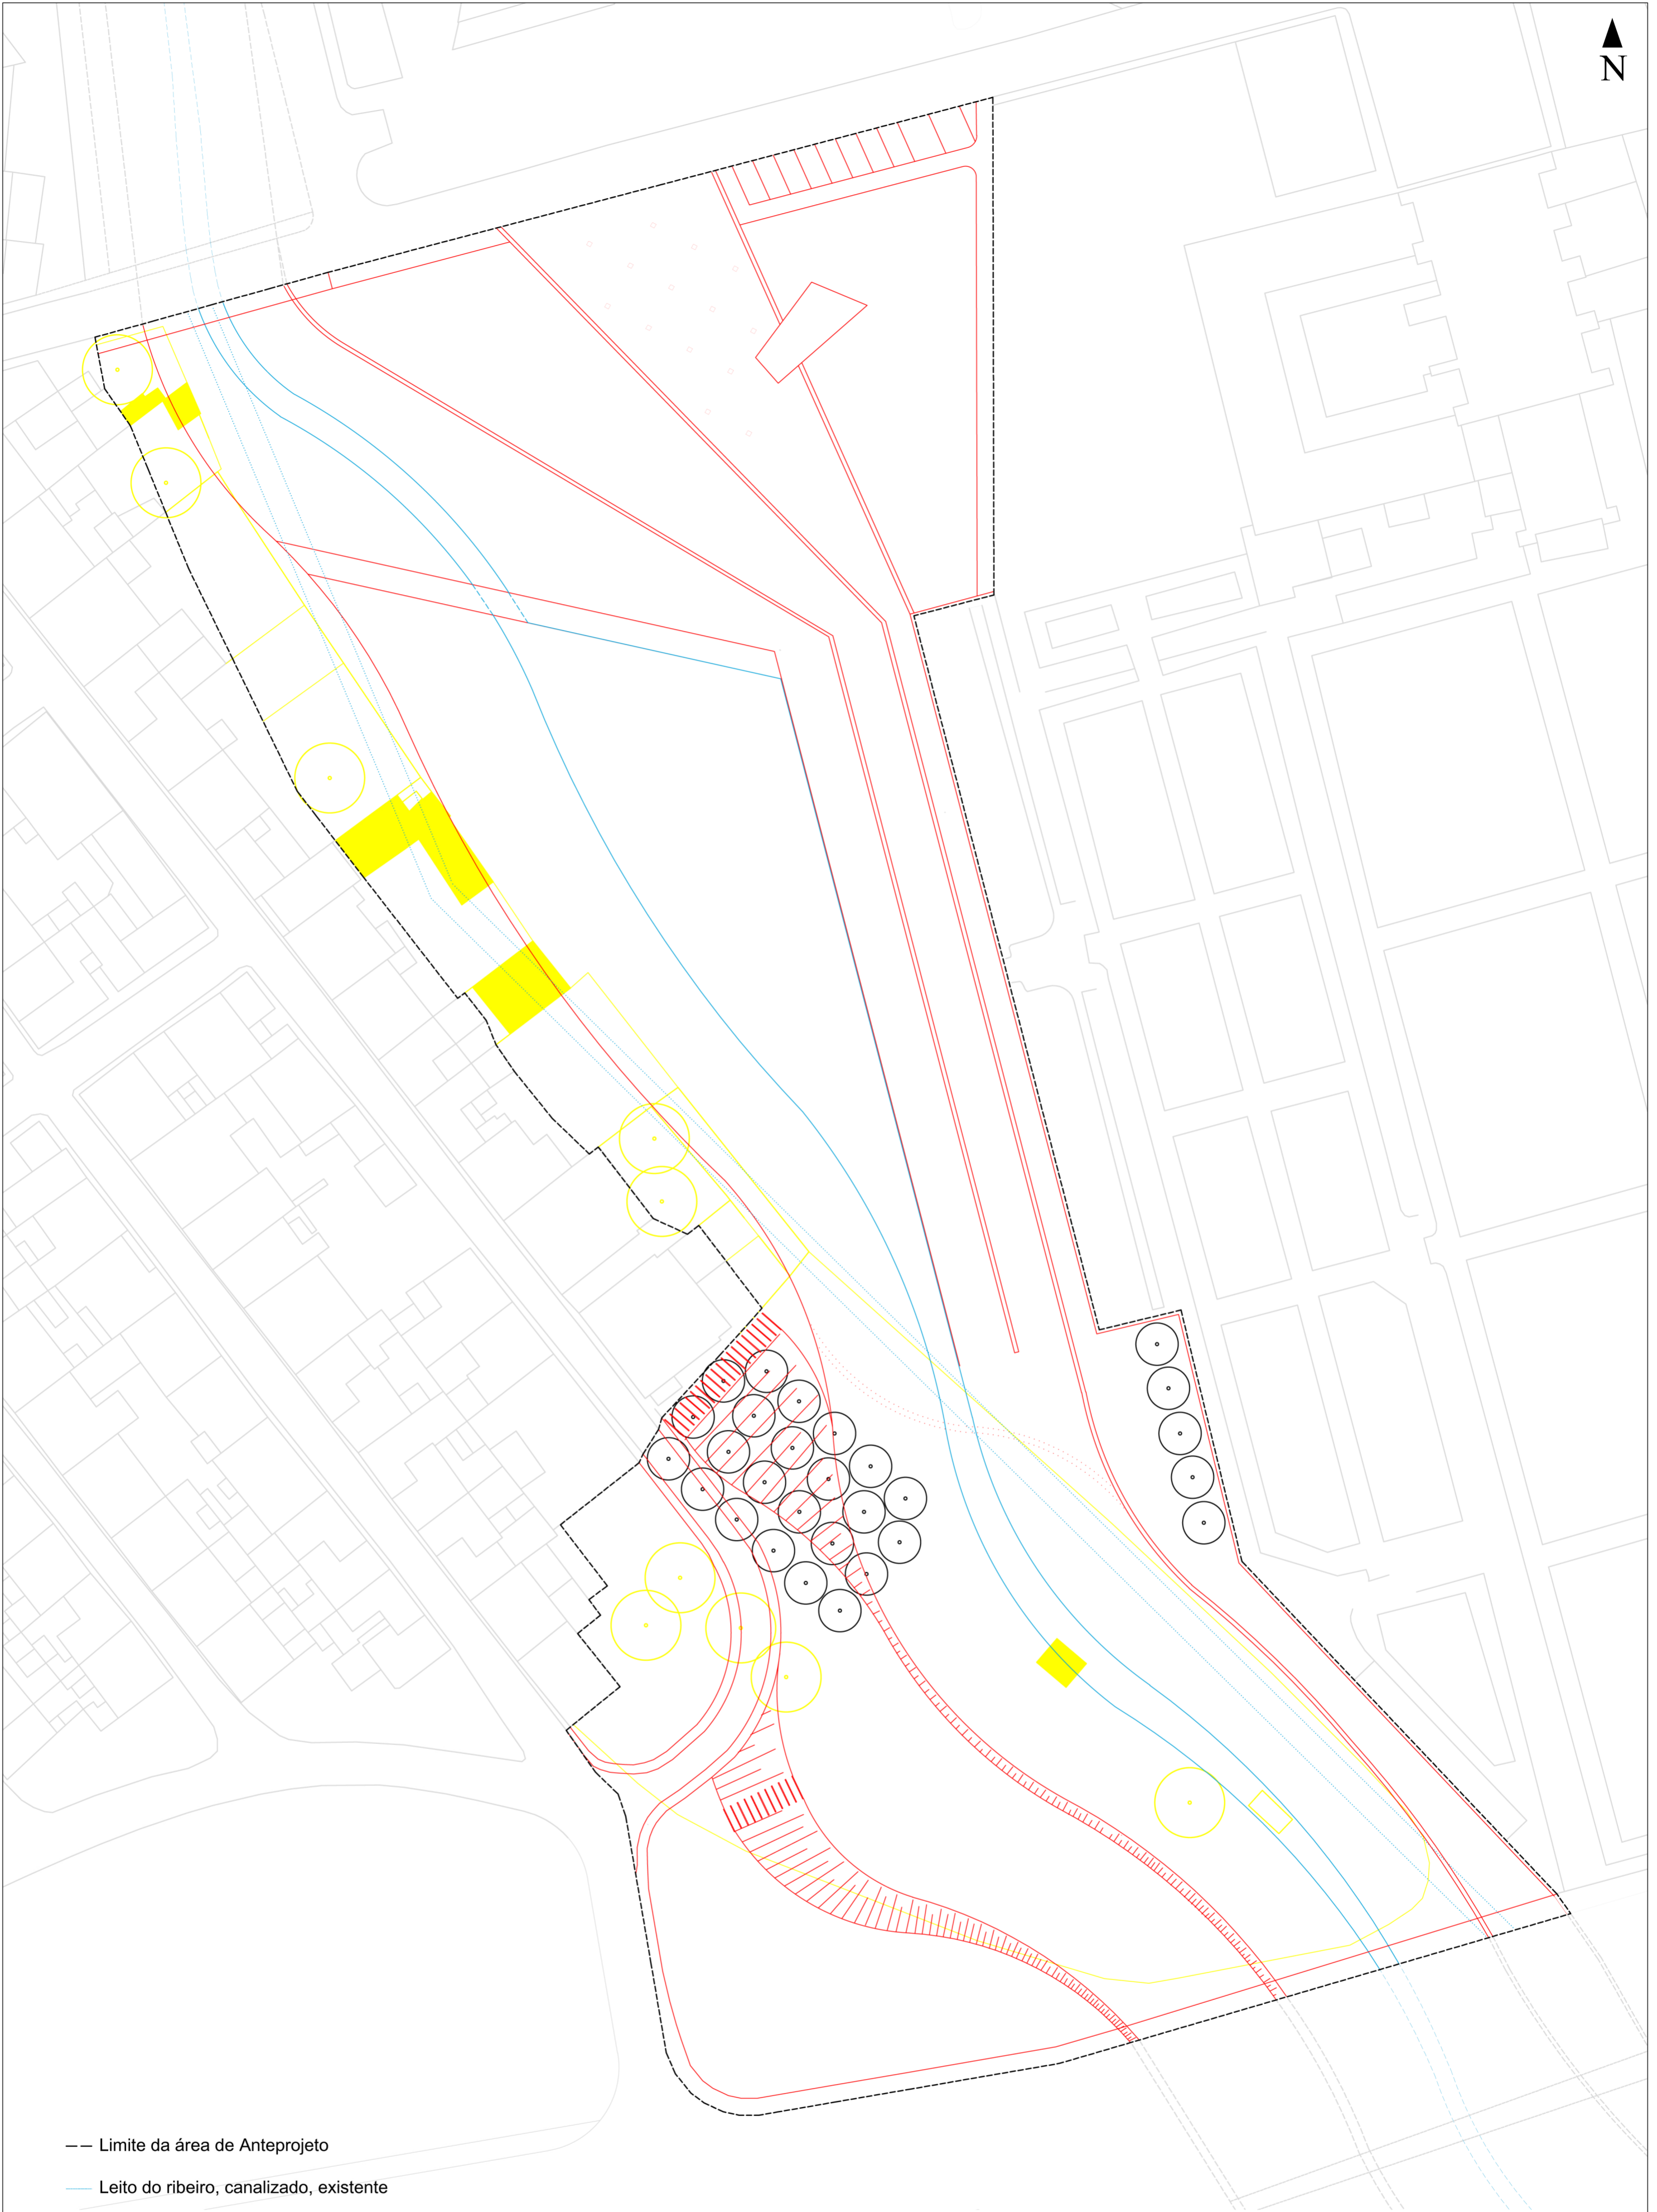 N
Limite da área de Anteprojeto
Leito do ribeiro, canalizado, existente